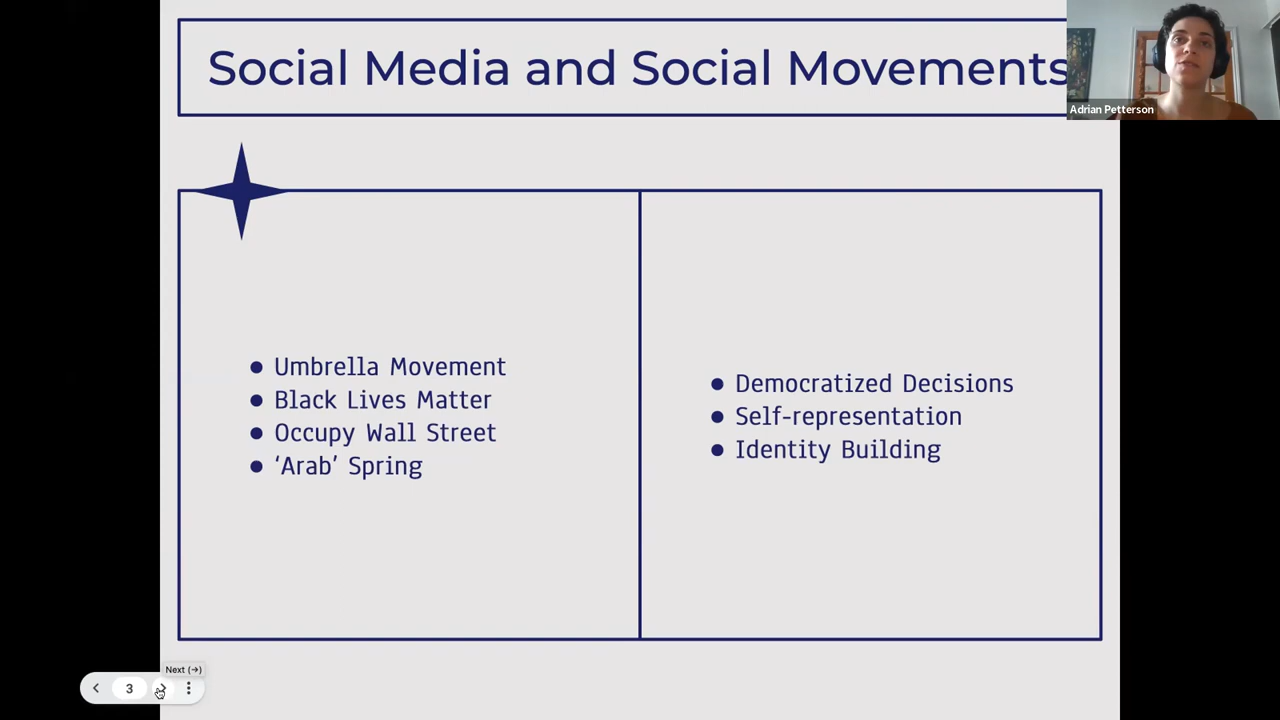 Social Media and Social Movements
Adrian Petterson
● Umbrella Movement
● Black Lives Matter
● Occupy Wall Street
● ‘Arab’ Spring
● Democratized Decisions
● Self-representation
● Identity Building
Next (→)
3